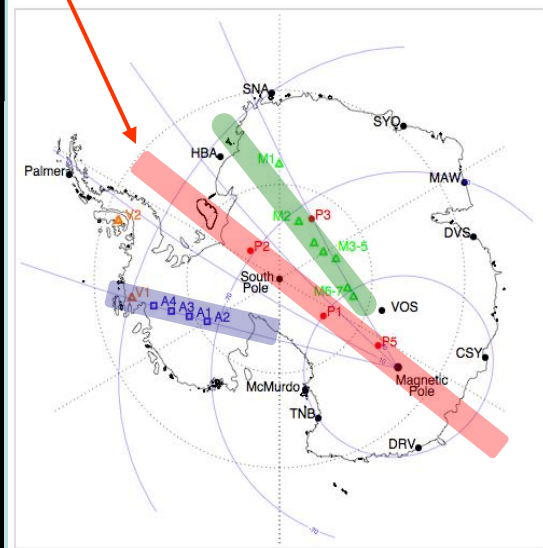 SNA
SYO
HBA
M1
Palmer
MAW
V2
M2
P3
DVS
P2
M3-5
South
Pole
M6-7
V1
A4
A3
A1
A2
P1
VOS
P5
CSY
McMurdo
Magnetic
Pole
TNB
DRV
-70